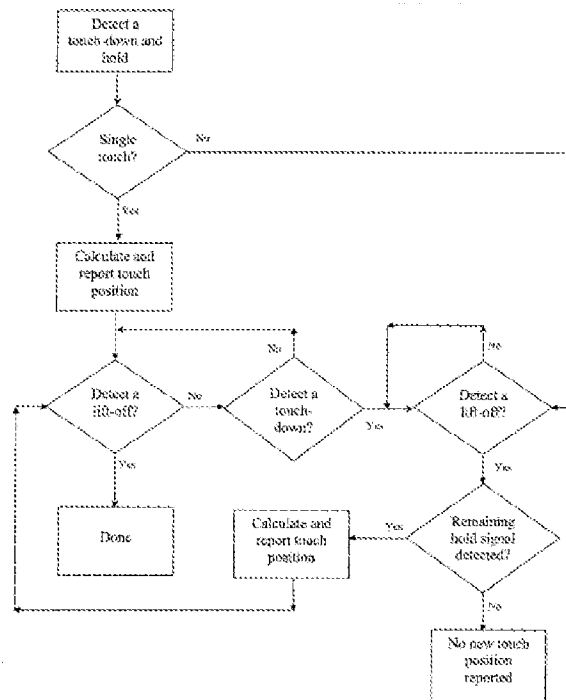 Detect a
touch-down and
hold
Single
touch?
No
Yes
Calculate and
report touch
position
No
No
Detect a
lift-off?
No
Detect a
touch-
down?
Yes
Detect a
lift-off?
Yes
Yes
Done
Calculate and
report touch
position
Yes
Remaining
hold signal
detected?
No
No new touch
position
reported